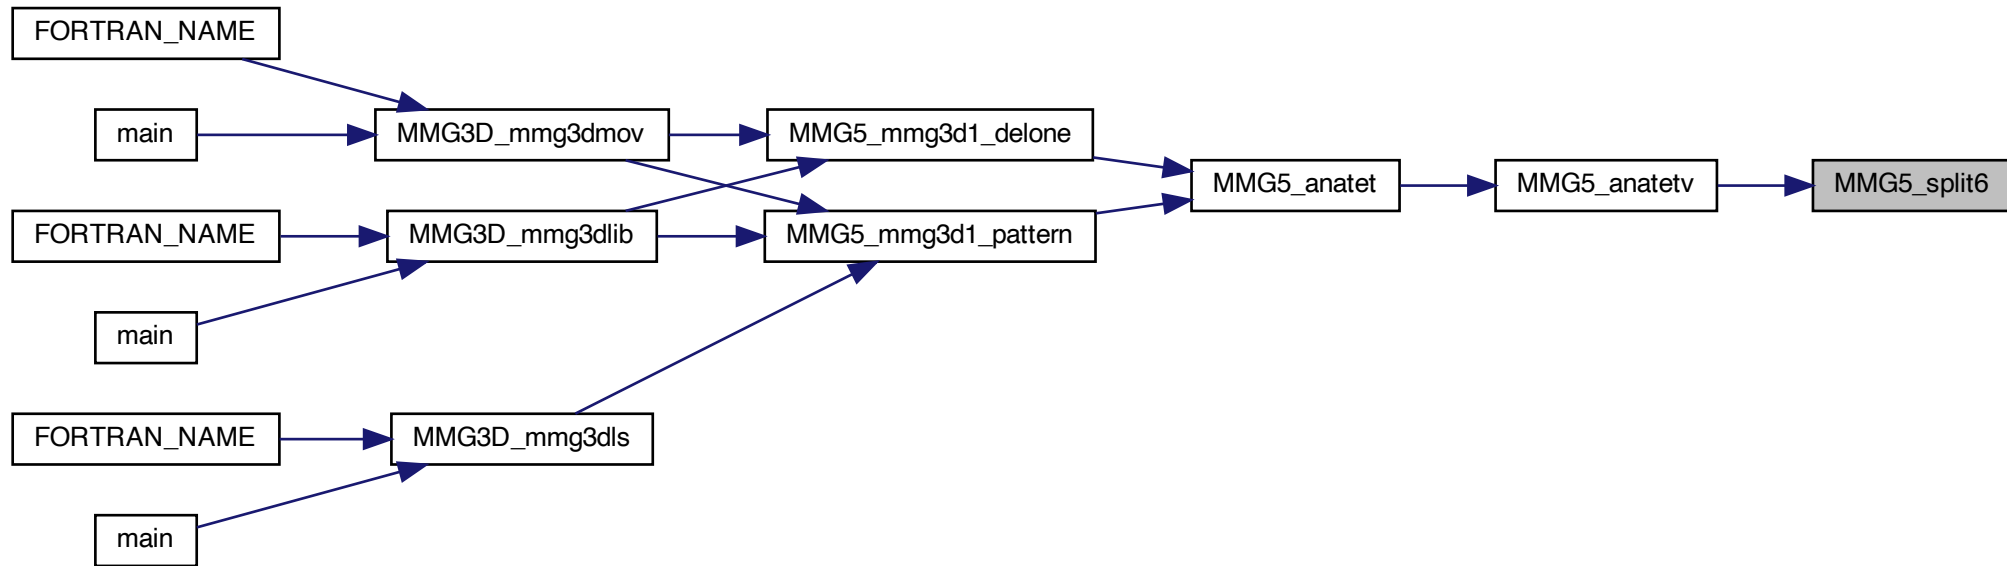 FORTRAN_NAME
main
MMG3D_mmg3dmov
MMG5_mmg3d1_delone
MMG5_anatet
MMG5_anatetv
MMG5_split6
FORTRAN_NAME
MMG3D_mmg3dlib
MMG5_mmg3d1_pattern
main
FORTRAN_NAME
MMG3D_mmg3dls
main